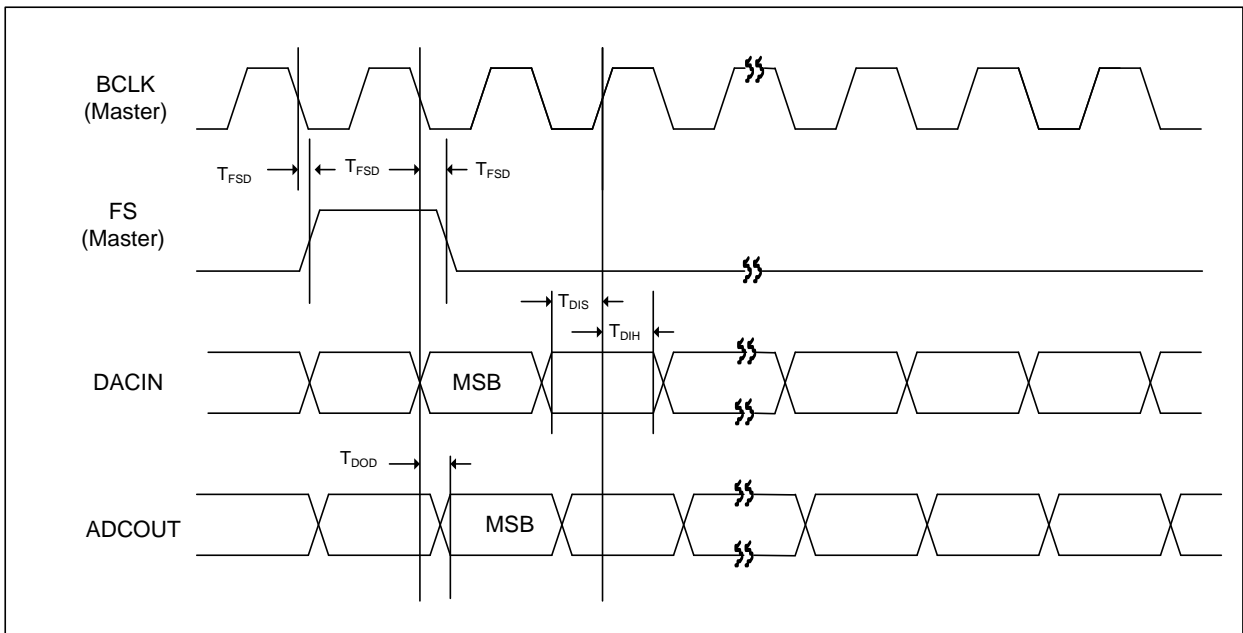 BCLK
(Master)
TFSD TFSD TFSD
FS
(Master)
TDIS
TDIH
DACIN MSB
TDOD
ADCOUT MSB